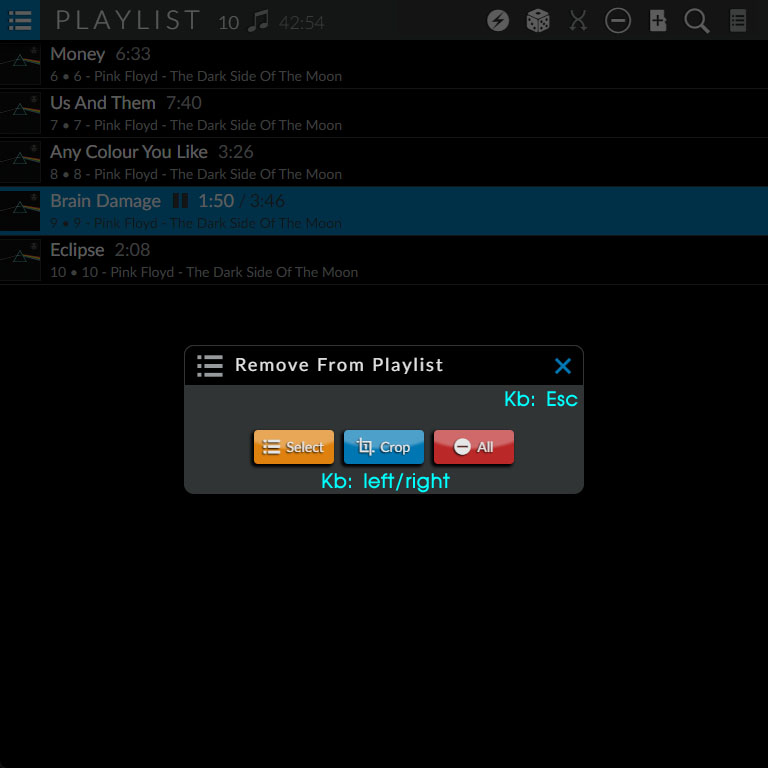 PLAYLIST 10 42:54
Money 6:33
6 • 6 - Pink Floyd - The Dark Side Of The Moon
Us And Them 7:40
7 • 7 - Pink Floyd - The Dark Side Of The Moon
Any Colour You Like 3:26
8 • 8 - Pink Floyd - The Dark Side Of The Moon
Brain Damage 1:50 / 3:46
9 • 9 - Pink Floyd - The Dark Side Of The Moon
Eclipse 2:08
10 • 10 - Pink Floyd - The Dark Side Of The Moon
Remove From Playlist
Kb: Esc
Select Crop All
Kb: left/right